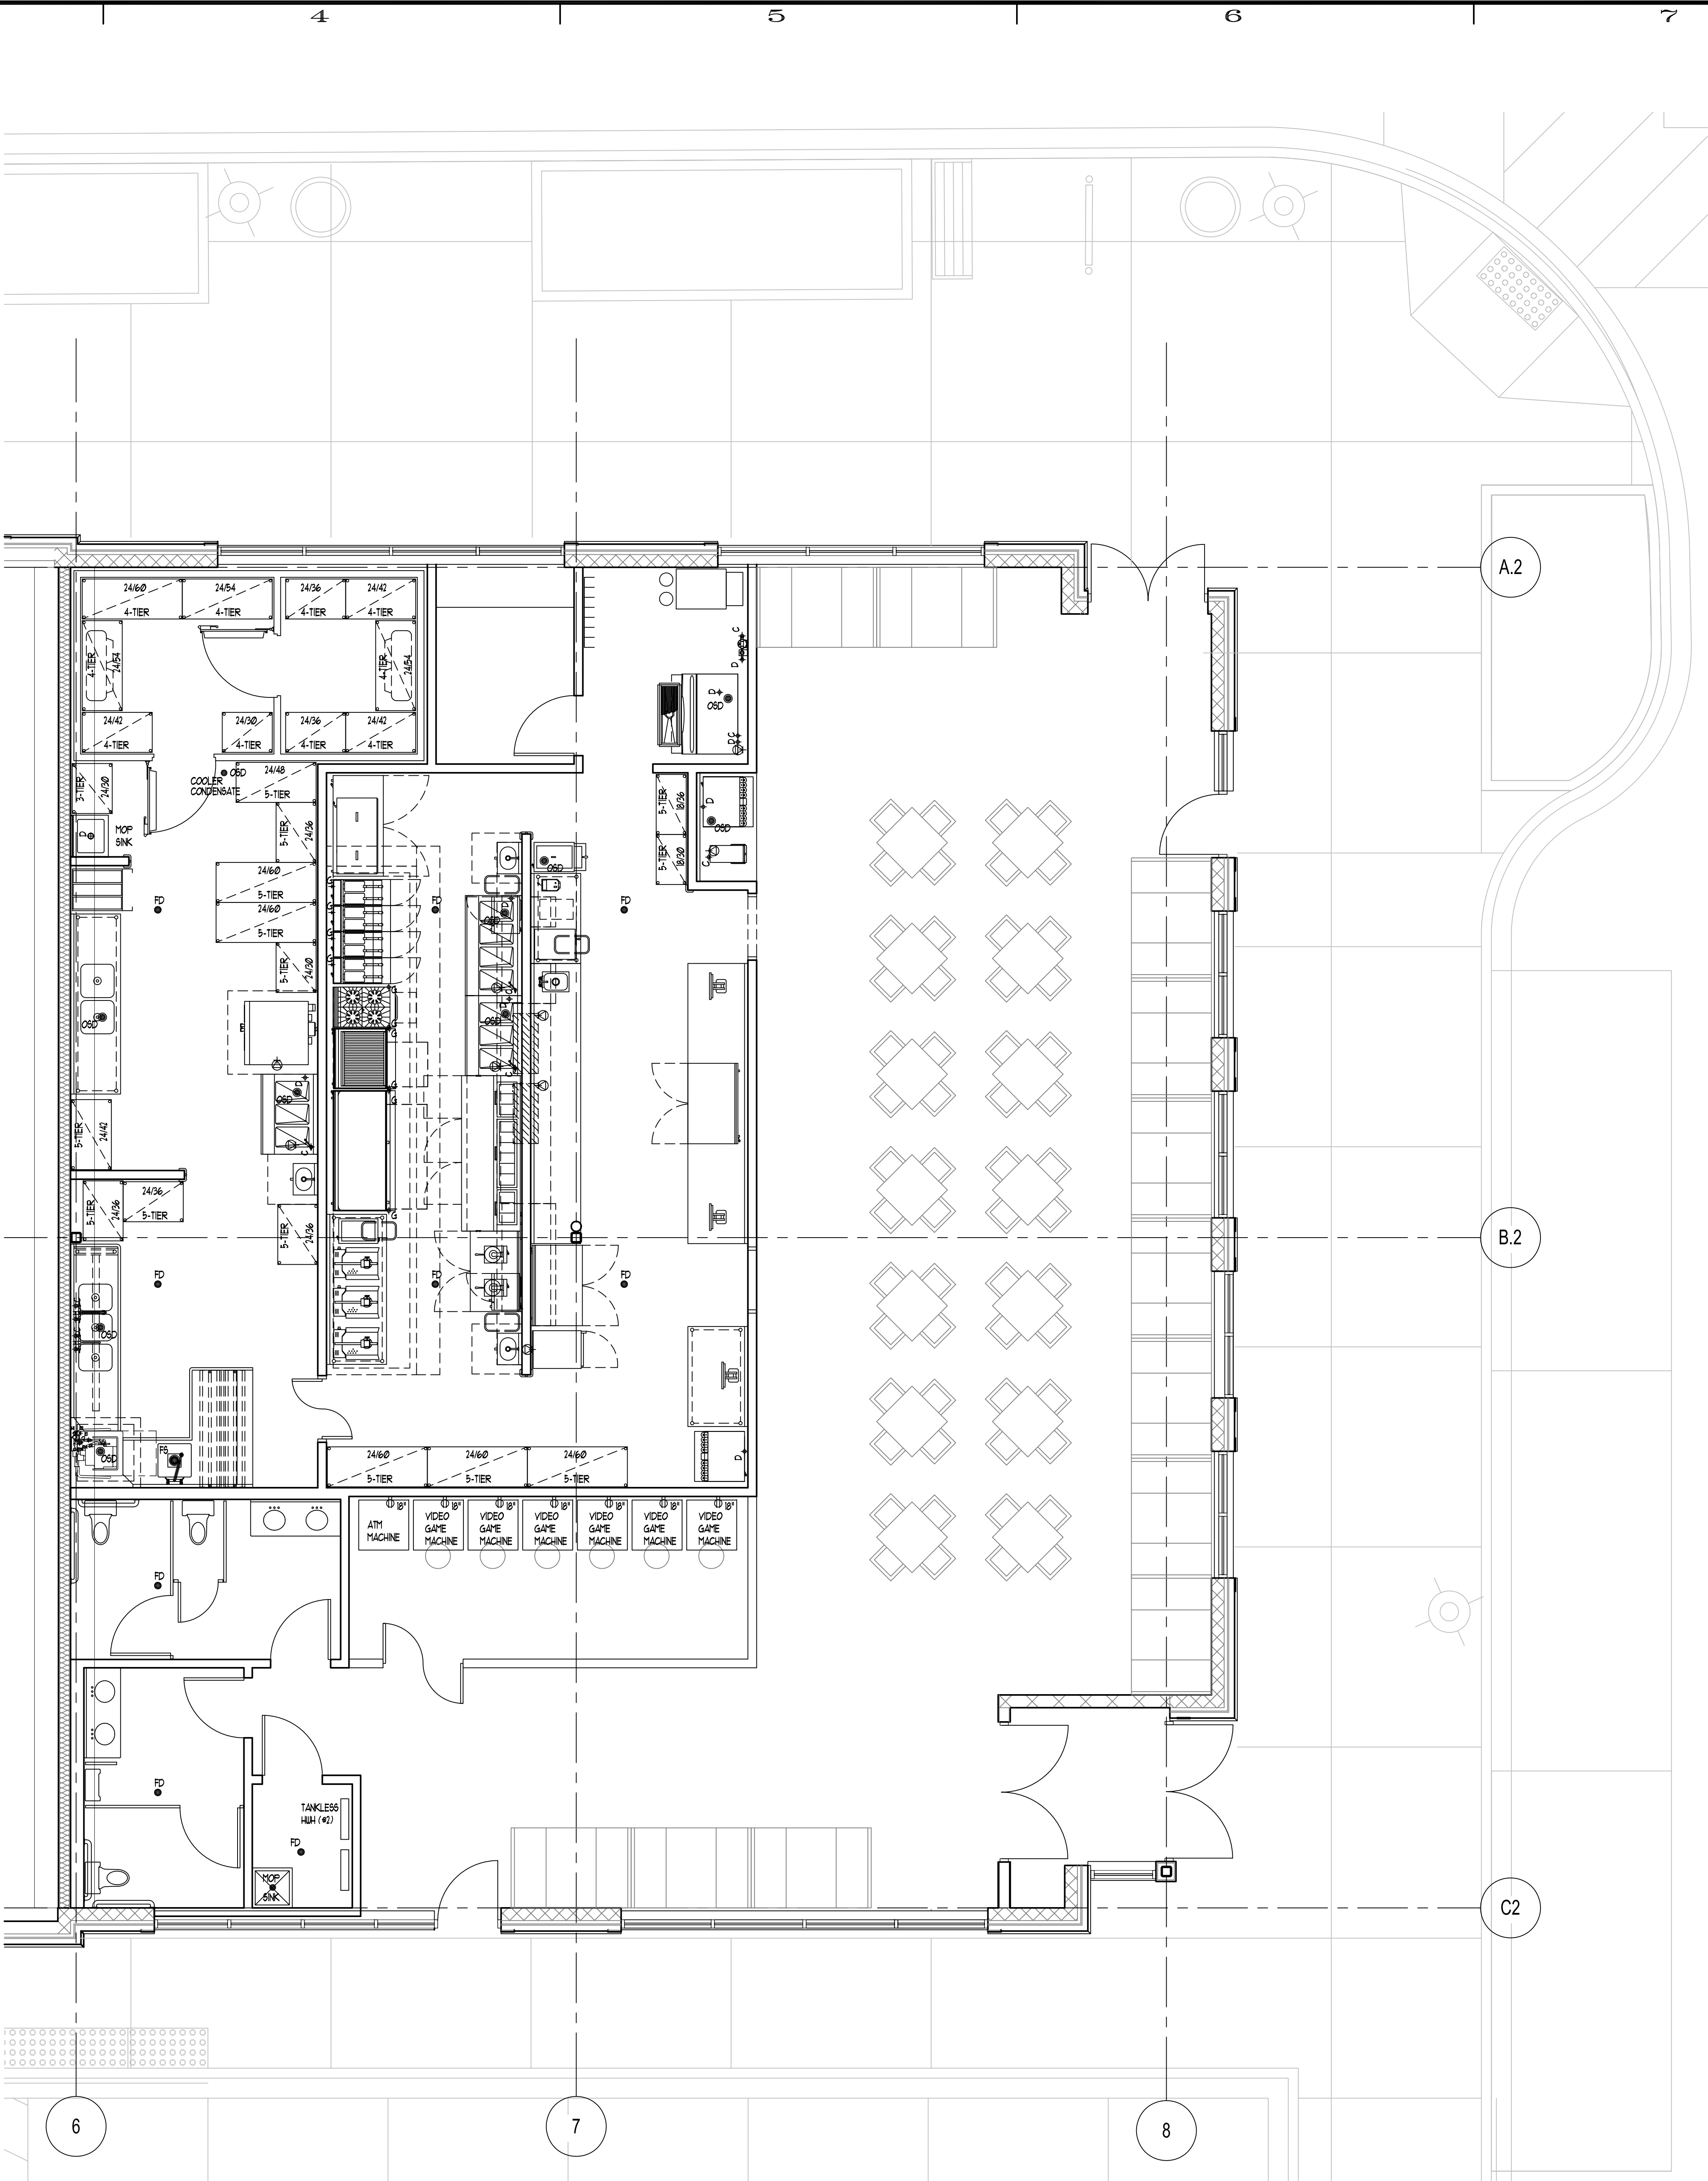 4
5
6
7
A.2
24/60
4-TIER
24/54
4-TIER
24/36
4-TIER
24/42
4-TIER
4-TIER
24/54
4-TIER
24/54
24/42
4-TIER
24/30
4-TIER
24/36
4-TIER
24/42
4-TIER
C
D
D
OSD
D C
3-TIER
24/30
COOLER
CONDENSATE
OSD
24/48
5-TIER
D
MOP
SINK
5-TIER
24/36
5-TIER
18/36
5-TIER
18/30
D
OSD
C
24/60
5-TIER
24/60
5-TIER
5-TIER
24/30
FD
FD
FD
OSD
D
OSD
C
D
OSD
C
OSD
G
G
G
G
G
D
OSD
C
5-TIER
24/42
5-TIER
24/36
24/36
5-TIER
5-TIER
24/36
B.2
FD
FD
FD
OSD
OSD
FS
24/60
5-TIER
24/60
5-TIER
24/60
5-TIER
D
18"
18"
18"
18"
18"
18"
18"
ATM
MACHINE
VIDEO
GAME
MACHINE
VIDEO
GAME
MACHINE
VIDEO
GAME
MACHINE
VIDEO
GAME
MACHINE
VIDEO
GAME
MACHINE
VIDEO
GAME
MACHINE
FD
FD
TANKLESS
HWH (#2)
FD
MOP
SINK
C2
6
7
8